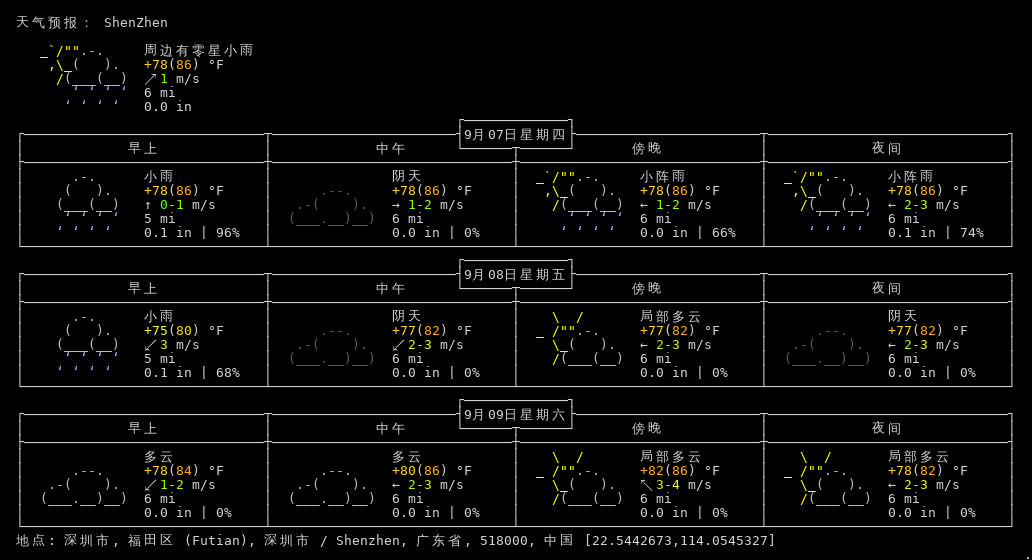 天气预报： ShenZhen
周边有零星小雨
+78(86) °F
↗ 1 m/s
6 mi
0.0 in
9月07日星期四
早上 中午 傍晚 夜间
小雨 阴天 小阵雨 小阵雨
+78(86) °F +78(86) °F +78(86) °F +78(86) °F
↑ 0-1 m/s → 1-2 m/s ← 1-2 m/s ← 2-3 m/s
5 mi 6 mi 6 mi 6 mi
0.1 in | 96% 0.0 in | 0% 0.0 in | 66% 0.1 in | 74%
9月08日星期五
早上 中午 傍晚 夜间
小雨 阴天 局部多云 阴天
+75(80) °F +77(82) °F +77(82) °F +77(82) °F
↙ 3 m/s ↙ 2-3 m/s ← 2-3 m/s ← 2-3 m/s
5 mi 6 mi 6 mi 6 mi
0.1 in | 68% 0.0 in | 0% 0.0 in | 0% 0.0 in | 0%
9月09日星期六
早上 中午 傍晚 夜间
多云 多云 局部多云 局部多云
+78(84) °F +80(86) °F +82(86) °F +78(82) °F
↙ 1-2 m/s ← 2-3 m/s ↖ 3-4 m/s ← 2-3 m/s
6 mi 6 mi 6 mi 6 mi
0.0 in | 0% 0.0 in | 0% 0.0 in | 0% 0.0 in | 0%
地点: 深圳市, 福田区 (Futian), 深圳市 / Shenzhen, 广东省, 518000, 中国 [22.5442673,114.0545327]